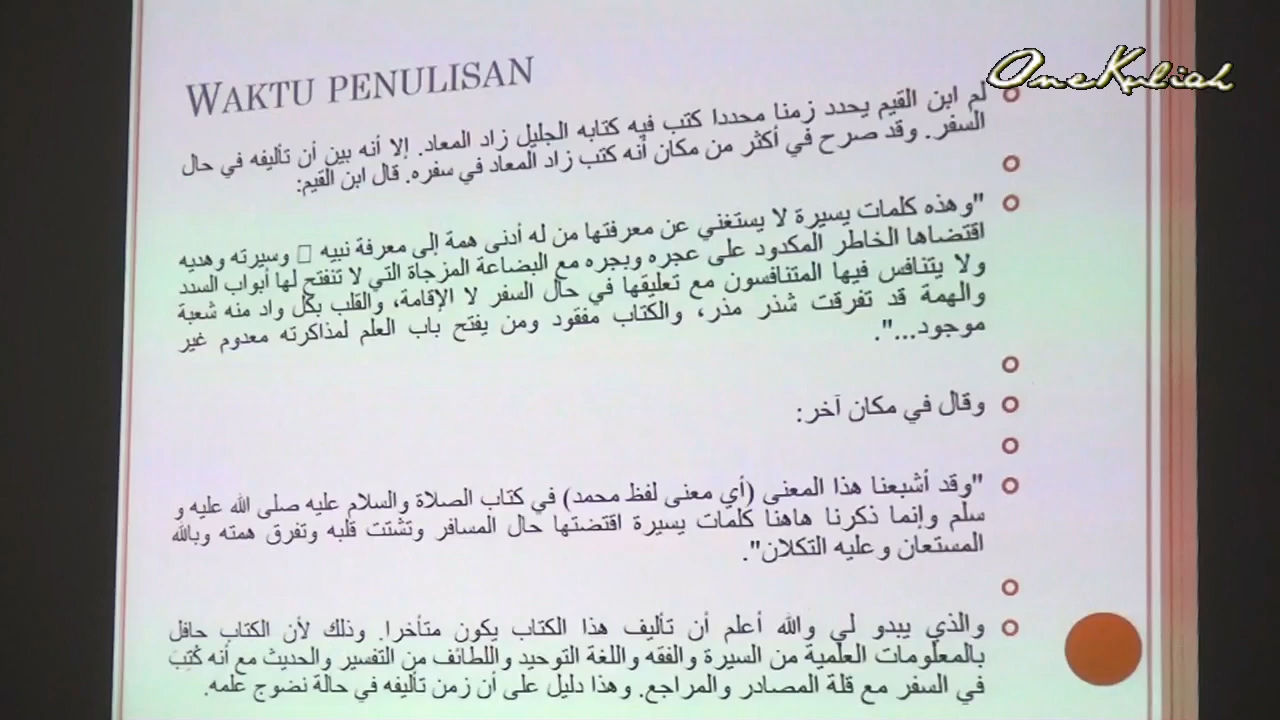 WAKTU PENULISAN
OneKuliah
لم ابن القيم يحدد زمنا محددا كتب فيه كتابه الجليل زاد المعاد. إلا أنه بين أن تأليفه في حال
السفر. وقد صرح في أكثر من مكان أنه كتب زاد المعاد في سفره. قال ابن القيم:
"وهذه كلمات يسيرة لا يستغني عن معرفتها من له أدنى همة إلى معرفة نبيه وسيرته وهديه
اقتضاها الخاطر المكدود على عجره وبجره مع البضاعة المزجاة التي لا تنفتح لها أبواب السدد
ولا يتنافس فيها المتنافسون مع تعليقها في حال السفر لا الإقامة، والقلب بكل واد منه شعبة
والهمة قد تفرقت شذر مذر، والكتاب مفقود ومن يفتح باب العلم لمذاكرته معدوم غير
موجود...".
وقال في مكان آخر:
"وقد أشبعنا هذا المعنى (أي معنى لفظ محمد) في كتاب الصلاة والسلام عليه صلى الله عليه و
سلم وإنما ذكرنا هاهنا كلمات يسيرة اقتضتها حال المسافر وتشتت قلبه وتفرق همته وبالله
المستعان وعليه التكلان".
والذي يبدو لي والله أعلم أن تأليف هذا الكتاب يكون متأخرا. وذلك لأن الكتاب حافل
بالمعلومات العلمية من السيرة والفقه واللغة التوحيد واللطائف من التفسير والحديث مع أنه كُتِبَ
في السفر مع قلة المصادر والمراجع. وهذا دليل على أن زمن تأليفه في حالة نضوج علمه.